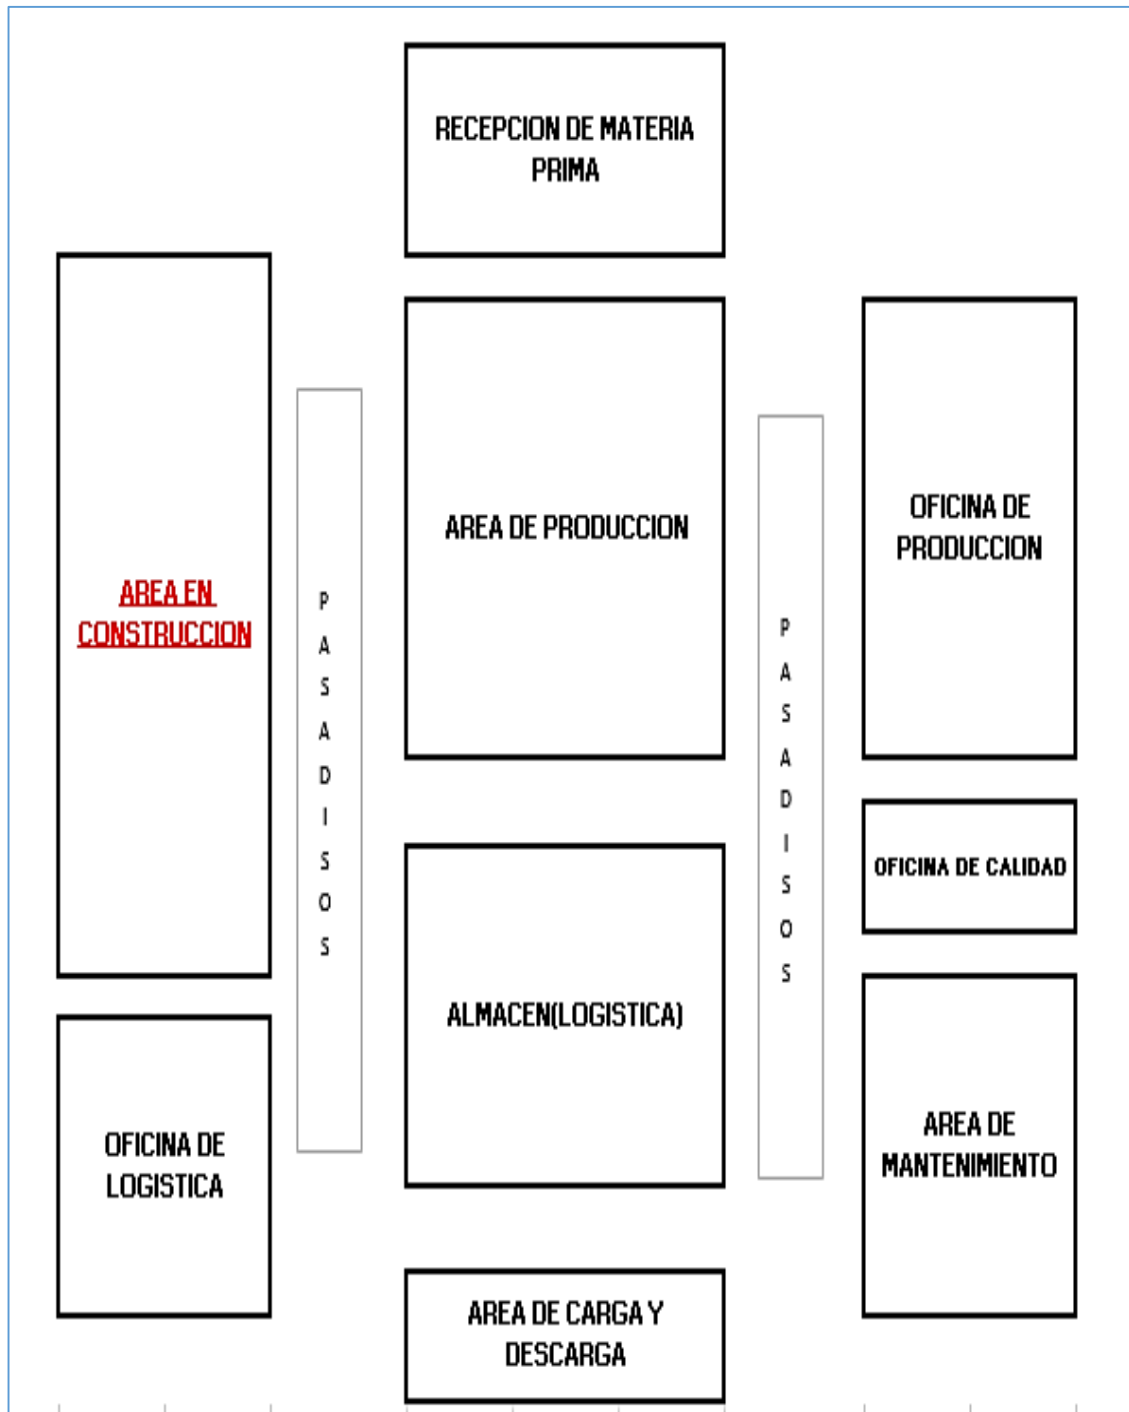 RECEPCION DE MATERIA
PRIMA
AREA EN
CONSTRUCCION
P
A
S
A
D
I
S
O
S
AREA DE PRODUCCION
P
A
S
A
D
I
S
O
S
OFICINA DE
PRODUCCION
OFICINA DE CALIDAD
ALMACEN(LOGISTICA)
OFICINA DE
LOGISTICA
AREA DE
MANTENIMIENTO
AREA DE CARGA Y
DESCARGA